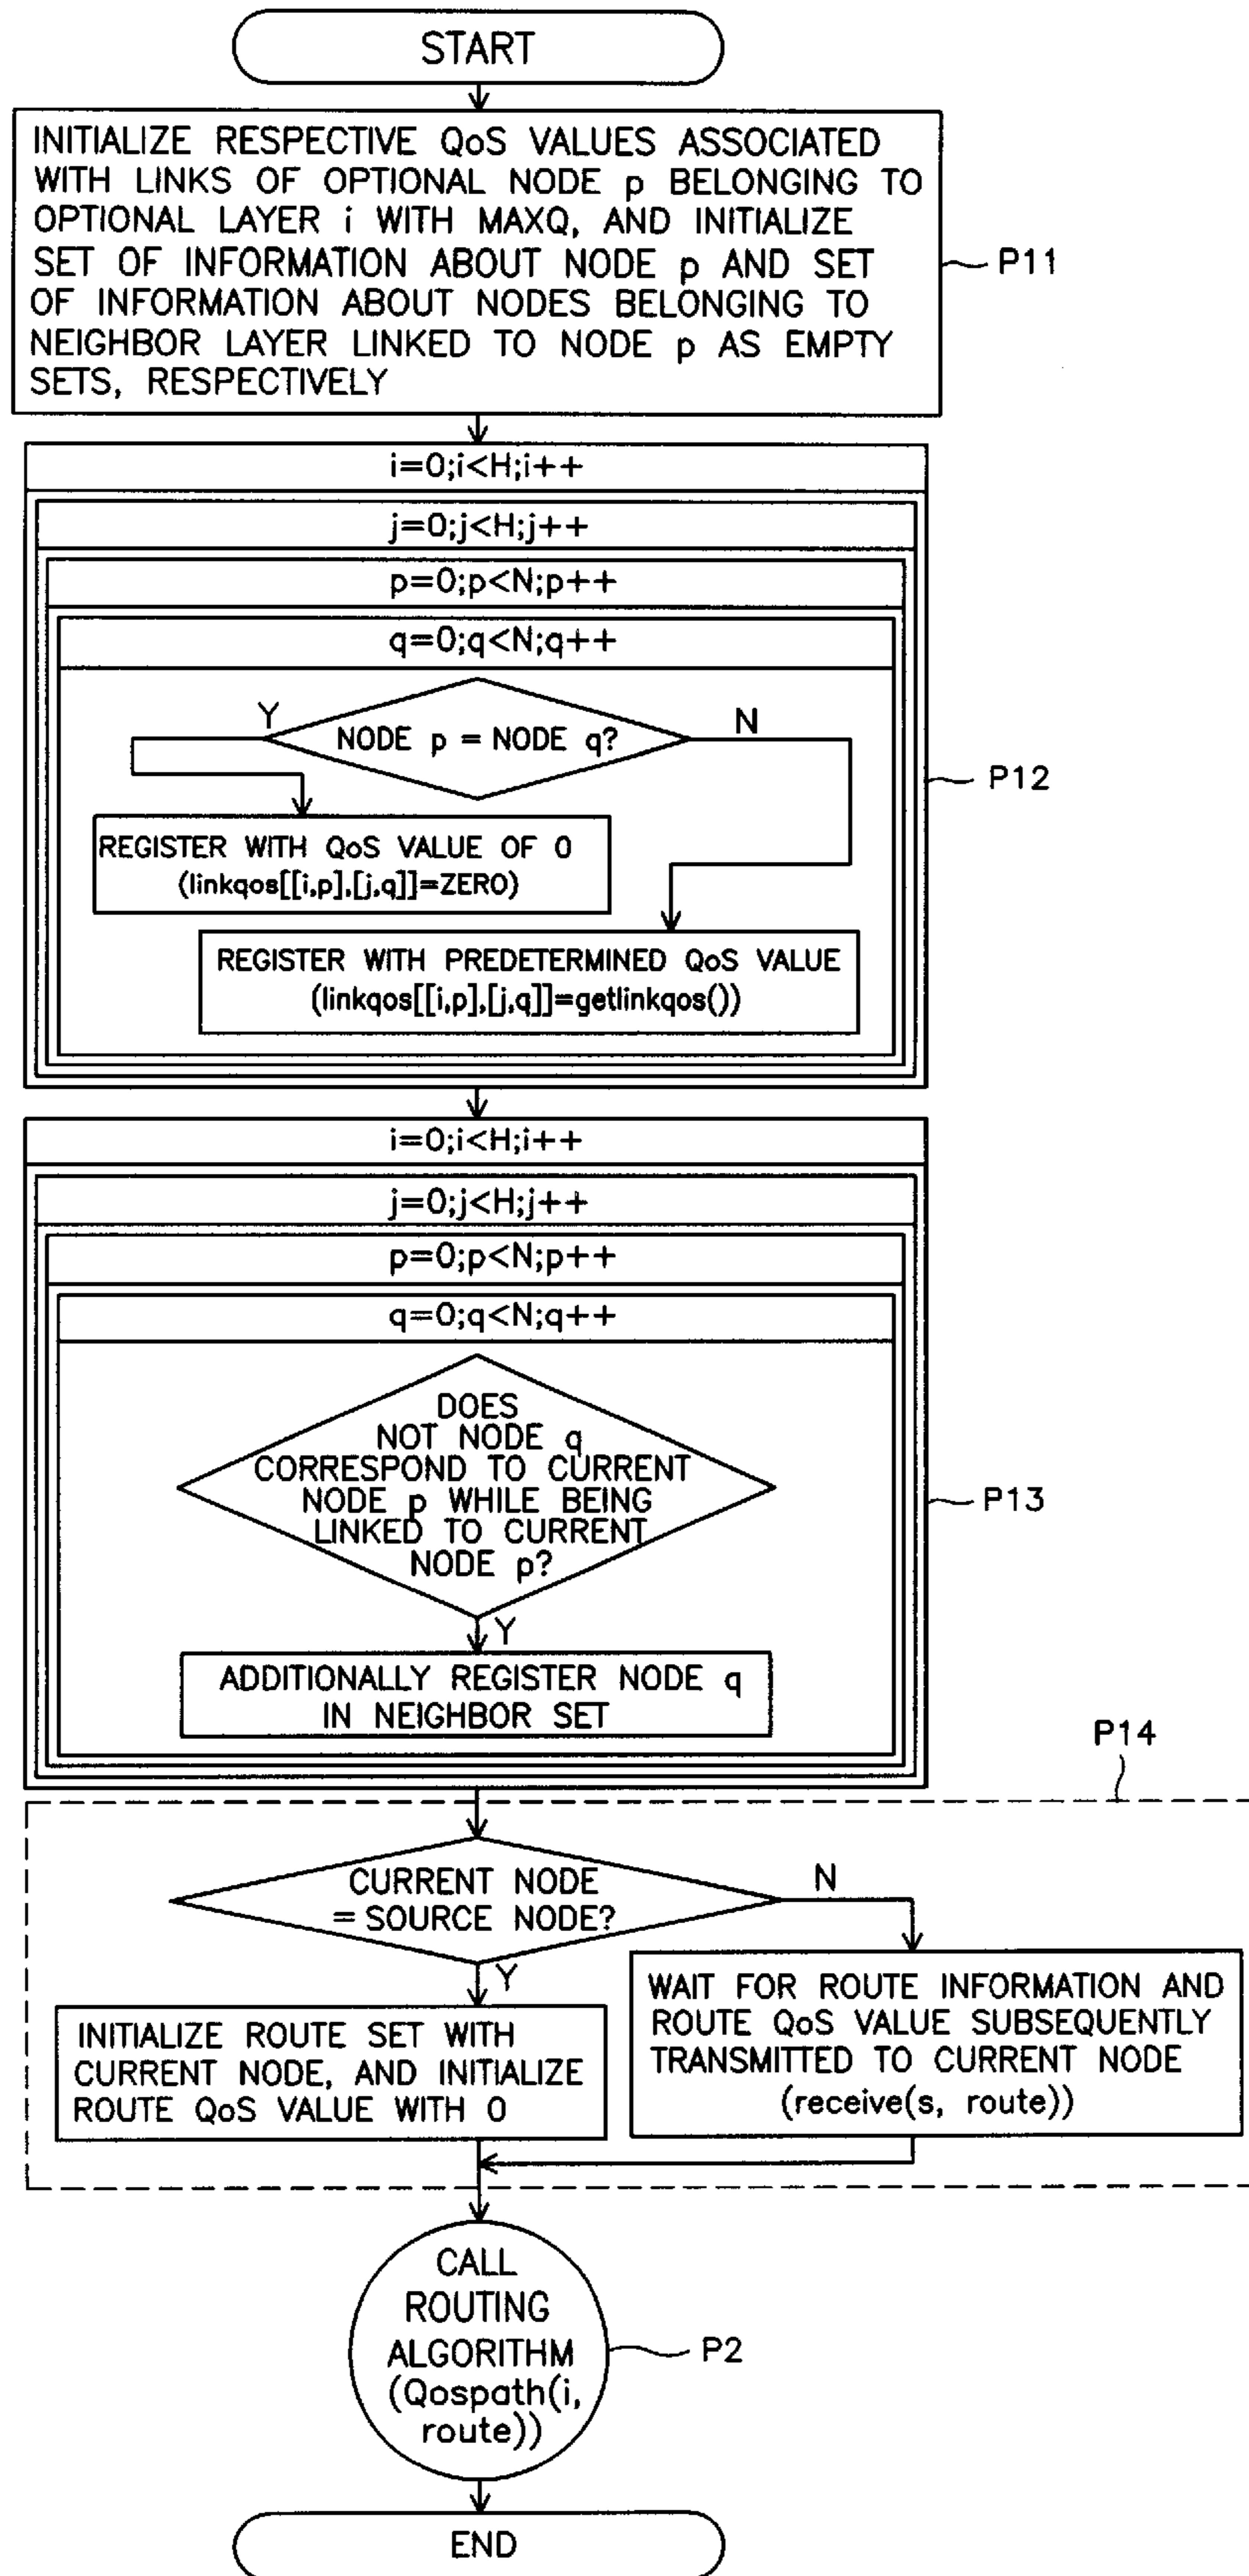 START
INITIALIZE RESPECTIVE QoS VALUES ASSOCIATED
WITH LINKS OF OPTIONAL NODE p BELONGING TO
OPTIONAL LAYER i WITH MAXQ, AND INITIALIZE
SET OF INFORMATION ABOUT NODE p AND SET
OF INFORMATION ABOUT NODES BELONGING TO
NEIGHBOR LAYER LINKED TO NODE p AS EMPTY
SETS, RESPECTIVELY
P11
i=0;i<H;i++
j=0;j<H;j++
p=0;p<N;p++
q=0;q<N;q++
Y
NODE p = NODE q?
N
P12
REGISTER WITH QoS VALUE OF 0
(linkqos[[i,p],[j,q]]=ZERO)
REGISTER WITH PREDETERMINED QoS VALUE
(linkqos[[i,p],[j,q]]=getlinkqos())
i=0;i<H;i++
j=0;j<H;j++
p=0;p<N;p++
q=0;q<N;q++
DOES
NOT NODE q
CORRESPOND TO CURRENT
NODE p WHILE BEING
LINKED TO CURRENT
NODE p?
P13
Y
ADDITIONALLY REGISTER NODE q
IN NEIGHBOR SET
P14
CURRENT NODE
= SOURCE NODE?
N
Y
INITIALIZE ROUTE SET WITH
CURRENT NODE, AND INITIALIZE
ROUTE QoS VALUE WITH 0
WAIT FOR ROUTE INFORMATION AND
ROUTE QoS VALUE SUBSEQUENTLY
TRANSMITTED TO CURRENT NODE
(receive(s, route))
CALL
ROUTING
ALGORITHM
(Qospath(i,
route))
P2
END